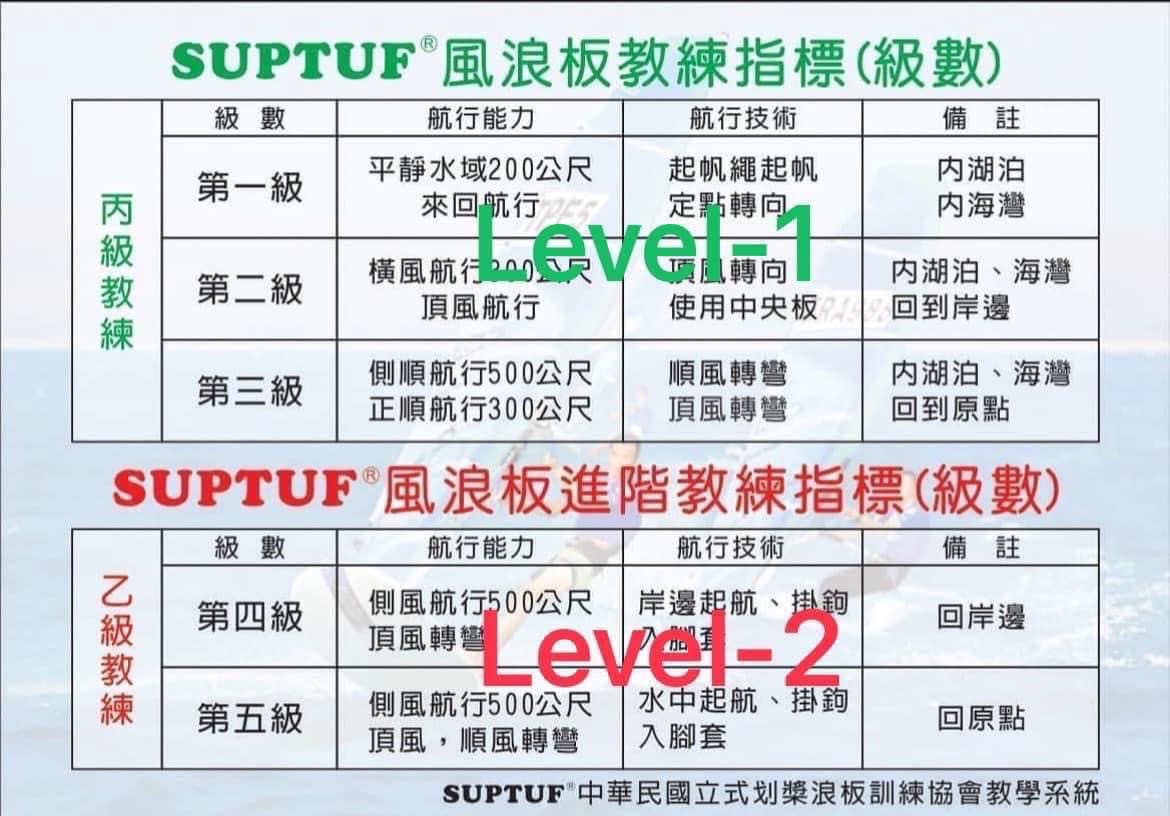 SUPTUF®風浪板教練指標(級數)
丙級教練
級 數 航行能力 航行技術 備 註
第一級
平靜水域200公尺
來回航行
起帆繩起帆
定點轉向
內湖泊
內海灣
Level-1
第二級
橫風航行300公尺
頂風航行
頂風轉向
使用中央板
內湖泊、海灣
回到岸邊
第三級
側順航行500公尺
正順航行300公尺
順風轉彎
頂風轉彎
內湖泊、海灣
回到原點
SUPTUF®風浪板進階教練指標(級數)
乙級教練
級 數 航行能力 航行技術 備 註
第四級
側風航行500公尺
頂風轉彎
岸邊起航、掛鉤
入腳套
回岸邊
Level-2
第五級
側風航行500公尺
頂風，順風轉彎
水中起航、掛鉤
入腳套
回原點
SUPTUF®中華民國立式划槳浪板訓練協會教學系統